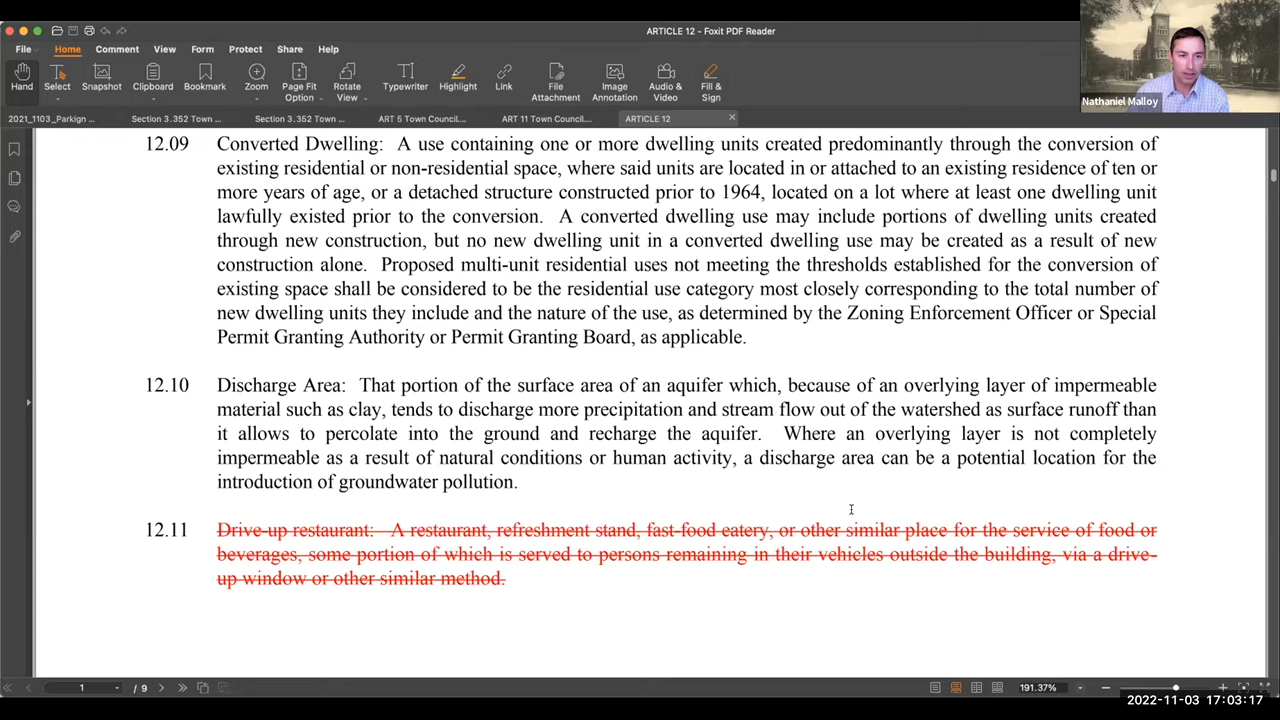 ARTICLE 12 - Foxit PDF Reader
File Home Comment View Form Protect Share Help
Hand Select Snapshot Clipboard Bookmark Zoom Page Fit Option Rotate View Typewriter Highlight Link File Attachment Image Annotation Audio & Video Fill & Sign
Nathaniel Malloy
2021_1103_Parkign ... Section 3.352 Town ... Section 3.352 Town ... ART 5 Town Council.... ART 11 Town Council.... ARTICLE 12
12.09 Converted Dwelling: A use containing one or more dwelling units created predominantly through the conversion of
existing residential or non-residential space, where said units are located in or attached to an existing residence of ten or
more years of age, or a detached structure constructed prior to 1964, located on a lot where at least one dwelling unit
lawfully existed prior to the conversion. A converted dwelling use may include portions of dwelling units created
through new construction, but no new dwelling unit in a converted dwelling use may be created as a result of new
construction alone. Proposed multi-unit residential uses not meeting the thresholds established for the conversion of
existing space shall be considered to be the residential use category most closely corresponding to the total number of
new dwelling units they include and the nature of the use, as determined by the Zoning Enforcement Officer or Special
Permit Granting Authority or Permit Granting Board, as applicable.
12.10 Discharge Area: That portion of the surface area of an aquifer which, because of an overlying layer of impermeable
material such as clay, tends to discharge more precipitation and stream flow out of the watershed as surface runoff than
it allows to percolate into the ground and recharge the aquifer. Where an overlying layer is not completely
impermeable as a result of natural conditions or human activity, a discharge area can be a potential location for the
introduction of groundwater pollution.
12.11 Drive-up restaurant: A restaurant, refreshment stand, fast-food eatery, or other similar place for the service of food or
beverages, some portion of which is served to persons remaining in their vehicles outside the building, via a drive-
up window or other similar method.
1 / 9 191.37%
2022-11-03 17:03:17